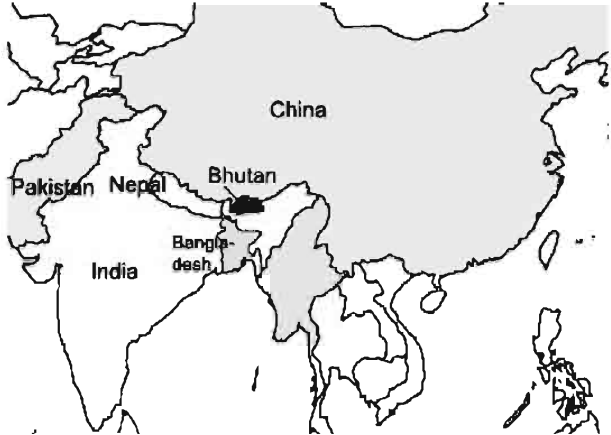 China
Bhutan
Pakistan
Nepal
Bangla-
desh
India